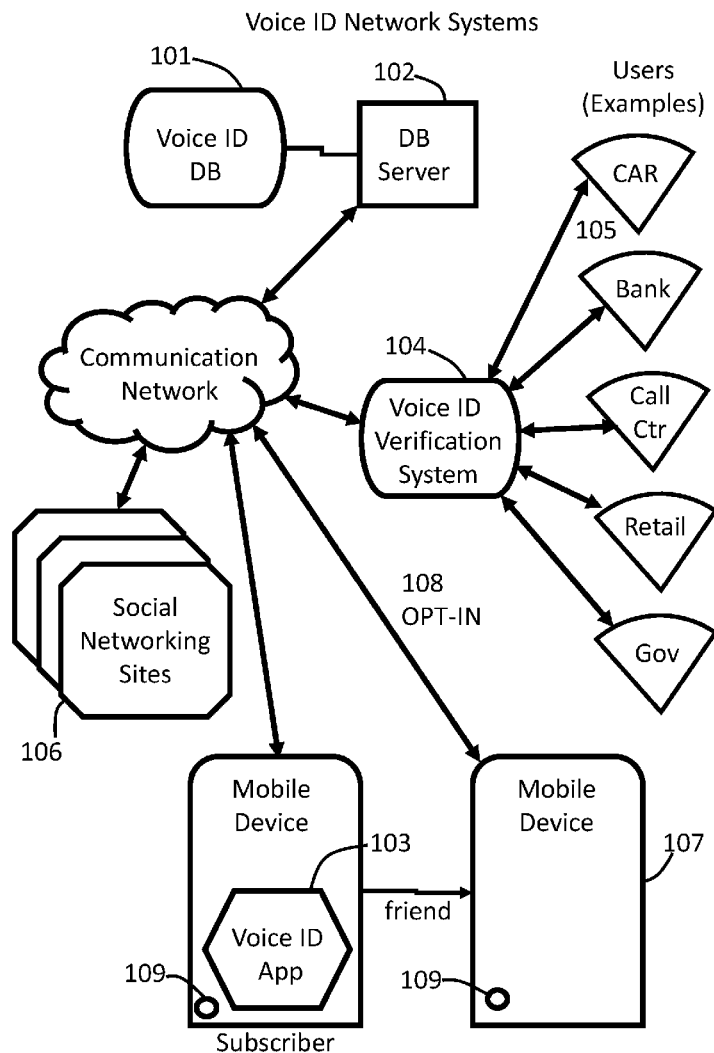 Voice ID Network Systems
101
102
Users
(Examples)
Voice ID
DB
DB
Server
CAR
105
Bank
Communication
Network
104
Voice ID
Verification
System
Call
Ctr
Retail
Gov
Social
Networking
Sites
106
108
OPT-IN
Mobile
Device
Mobile
Device
103
107
friend
Voice ID
App
109
109
Subscriber